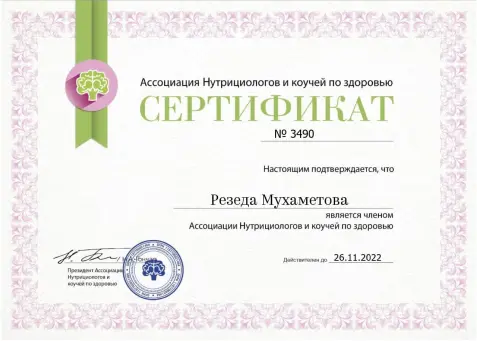 Ассоциация Нутрициологов и коучей по здоровью
СЕРТИФИКАТ
№ 3490
Настоящим подтверждается, что
Резеда Мухаметова
является членом
Ассоциации Нутрициологов и коучей по здоровью
Президент Ассоциации
Нутрициологов и
коучей по здоровью
Действителен до 26.11.2022